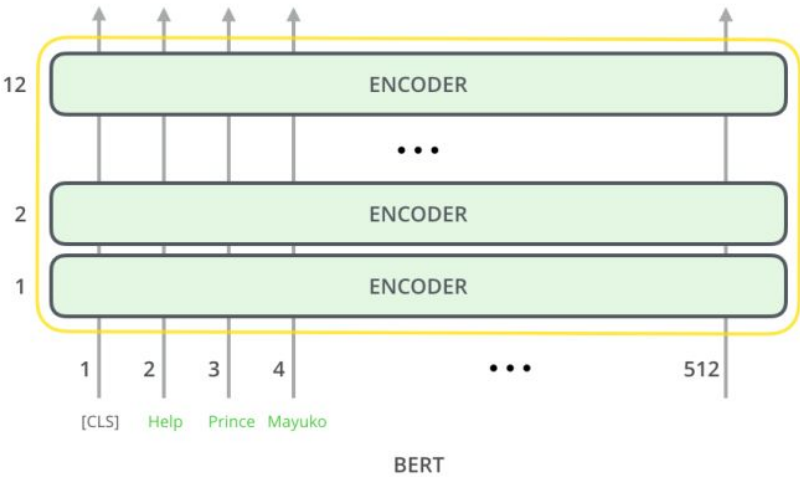 12 ENCODER
...
2 ENCODER
1 ENCODER
1 2 3 4 ... 512
[CLS] Help Prince Mayuko
BERT